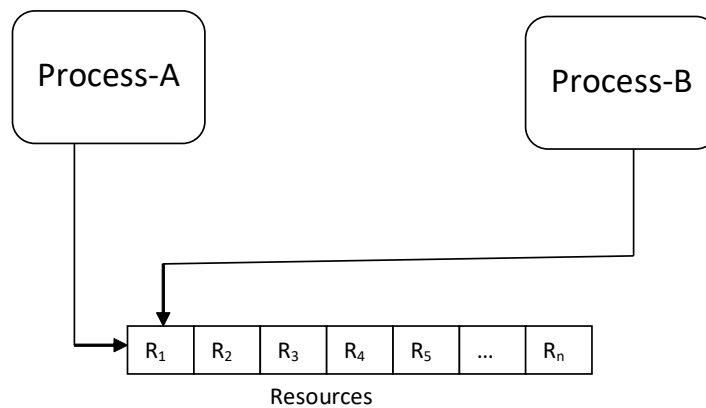 Process-A
Process-B
R₁ R₂ R₃ R₄ R₅ ... Rₙ
Resources